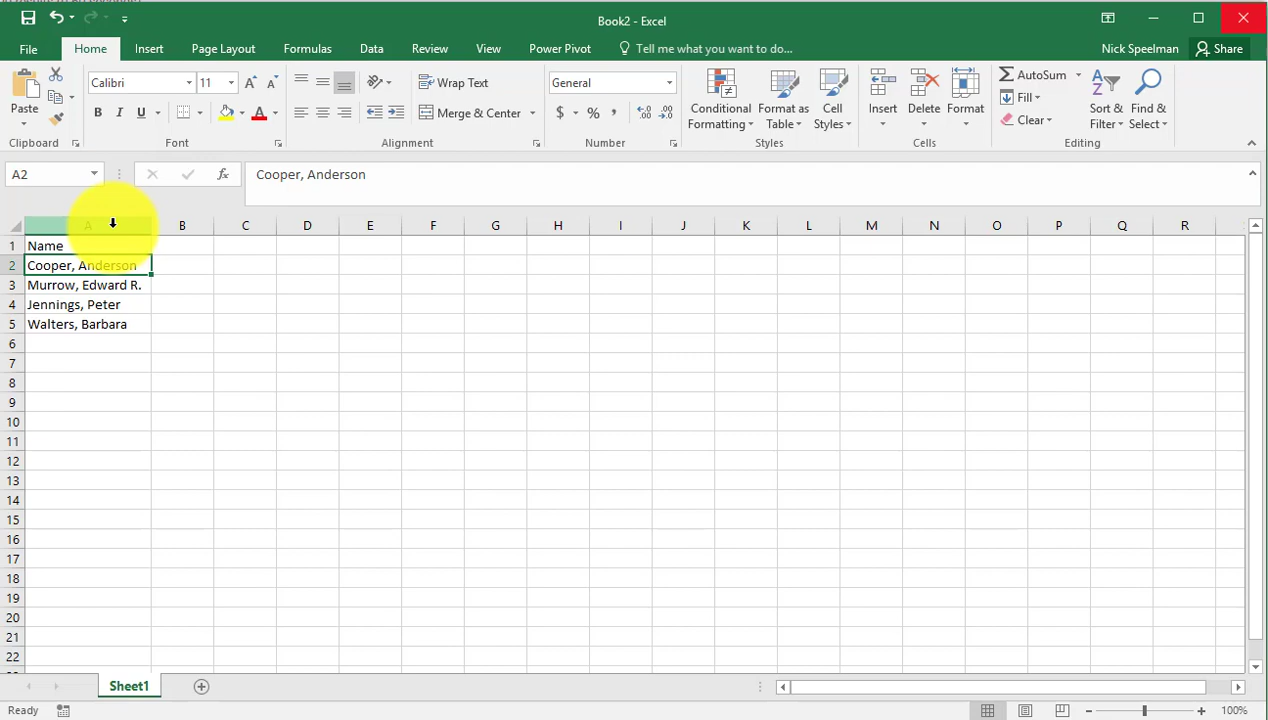 Book2 - Excel
File Home Insert Page Layout Formulas Data Review View Power Pivot Tell me what you want to do... Nick Speelman Share
Paste
Calibri 11
B I U A
Wrap Text
Merge & Center
General
$ %
Conditional Formatting
Format as Table
Cell Styles
Insert
Delete
Format
AutoSum
Fill
Clear
Sort & Filter
Find & Select
Clipboard Font Alignment Number Styles Cells Editing
A2 fx Cooper, Anderson
A B C D E F G H I J K L M N O P Q R
1 Name
2 Cooper, Anderson
3 Murrow, Edward R.
4 Jennings, Peter
5 Walters, Barbara
6
7
8
9
10
11
12
13
14
15
16
17
18
19
20
21
22
Sheet1
Ready 100%